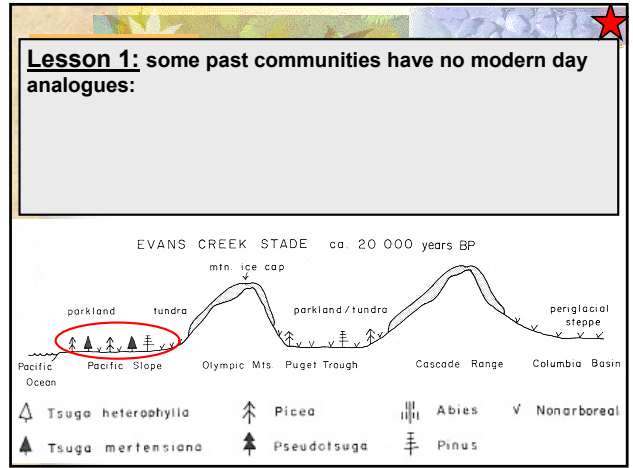 Lesson 1: some past communities have no modern day
analogues:
EVANS CREEK STADE ca. 20 000 years BP
mtn. ice cap
parkland tundra parkland/tundra periglacial
steppe
Pacific Pacific Slope Olympic Mts. Puget Trough Cascade Range Columbia Basin
Ocean
Tsuga heterophylla Picea Abies Nonarboreal
Tsuga mertensiana Pseudotsuga Pinus